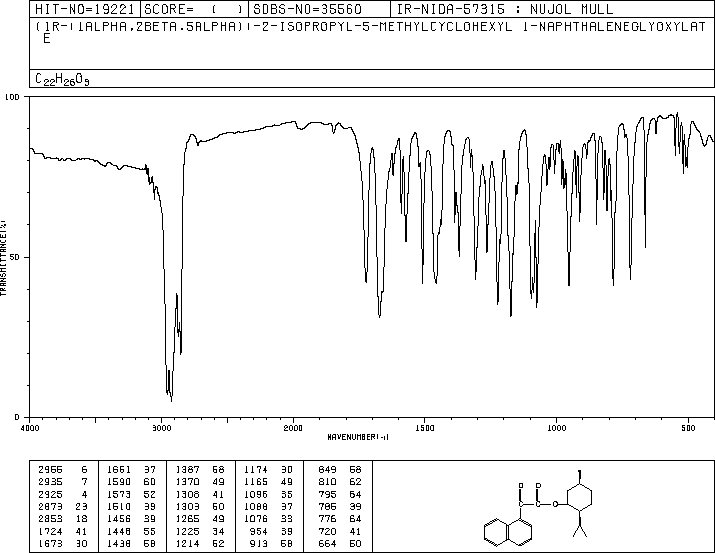 HIT-NO=19221 SCORE= ( ) SDBS-NO=35560 IR-NIDA-57315 : NUJOL MULL
(1R-(1ALPHA,2BETA,5ALPHA))-2-ISOPROPYL-5-METHYLCYCLOHEXYL 1-NAPHTHALENEGLYOXYLAT
E
C22H26O3
100
50
0
TRANSMITTANCE(%)
4000 3000 2000 1500 1000 500
WAVENUMBER(-1)
2955 6 1661 37 1387 58 1174 30 849 58
2935 7 1590 60 1370 49 1165 49 810 62
2925 4 1573 52 1308 41 1096 35 795 64
2873 23 1510 39 1303 60 1088 37 785 39
2853 18 1456 39 1265 49 1076 33 776 64
1724 41 1448 55 1225 34 954 39 720 41
1673 30 1438 58 1214 52 913 58 664 50
O O
C C O